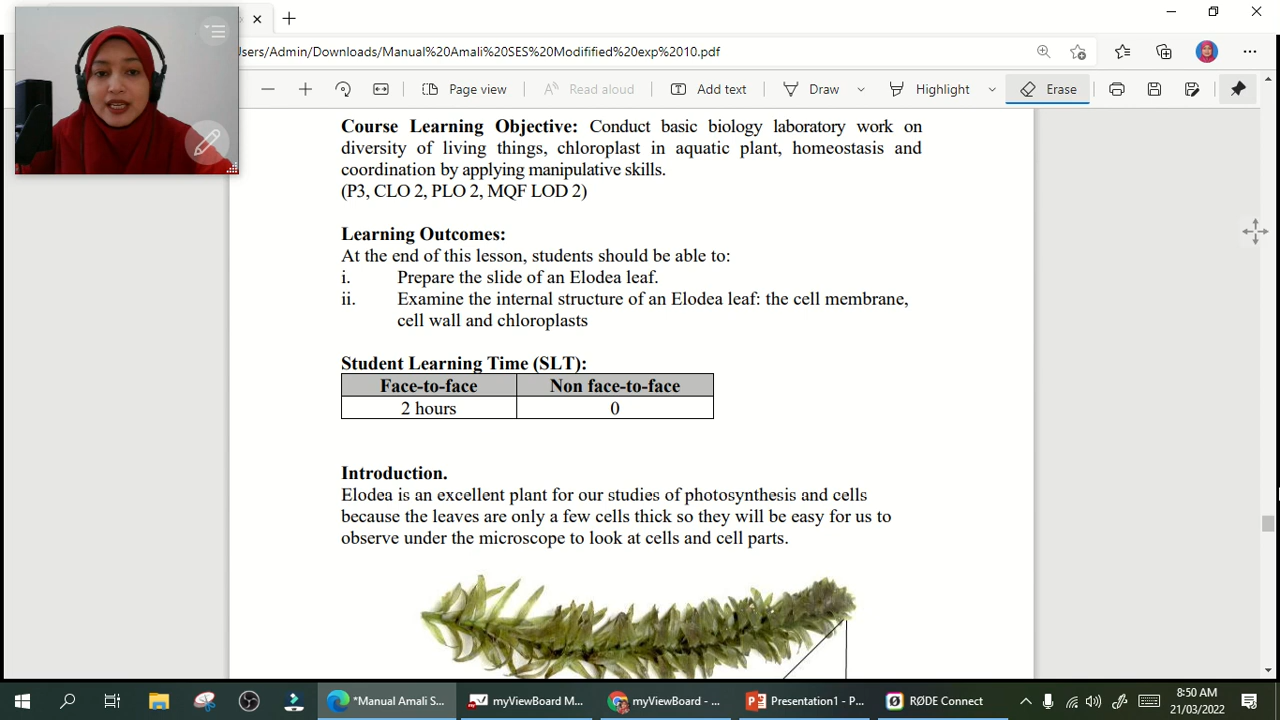 sers/Admin/Downloads/Manual%20Amali%20SES%20Modifified%20exp%2010.pdf
Page view
Read aloud
Add text
Draw
Highlight
Erase
Course Learning Objective: Conduct basic biology laboratory work on
diversity of living things, chloroplast in aquatic plant, homeostasis and
coordination by applying manipulative skills.
(P3, CLO 2, PLO 2, MQF LOD 2)
Learning Outcomes:
At the end of this lesson, students should be able to:
i. Prepare the slide of an Elodea leaf.
ii. Examine the internal structure of an Elodea leaf: the cell membrane,
cell wall and chloroplasts
Student Learning Time (SLT):
Face-to-face Non face-to-face
2 hours 0
Introduction.
Elodea is an excellent plant for our studies of photosynthesis and cells
because the leaves are only a few cells thick so they will be easy for us to
observe under the microscope to look at cells and cell parts.
*Manual Amali S...
myViewBoard M...
myViewBoard - ...
Presentation1 - P...
RØDE Connect
8:50 AM
21/03/2022